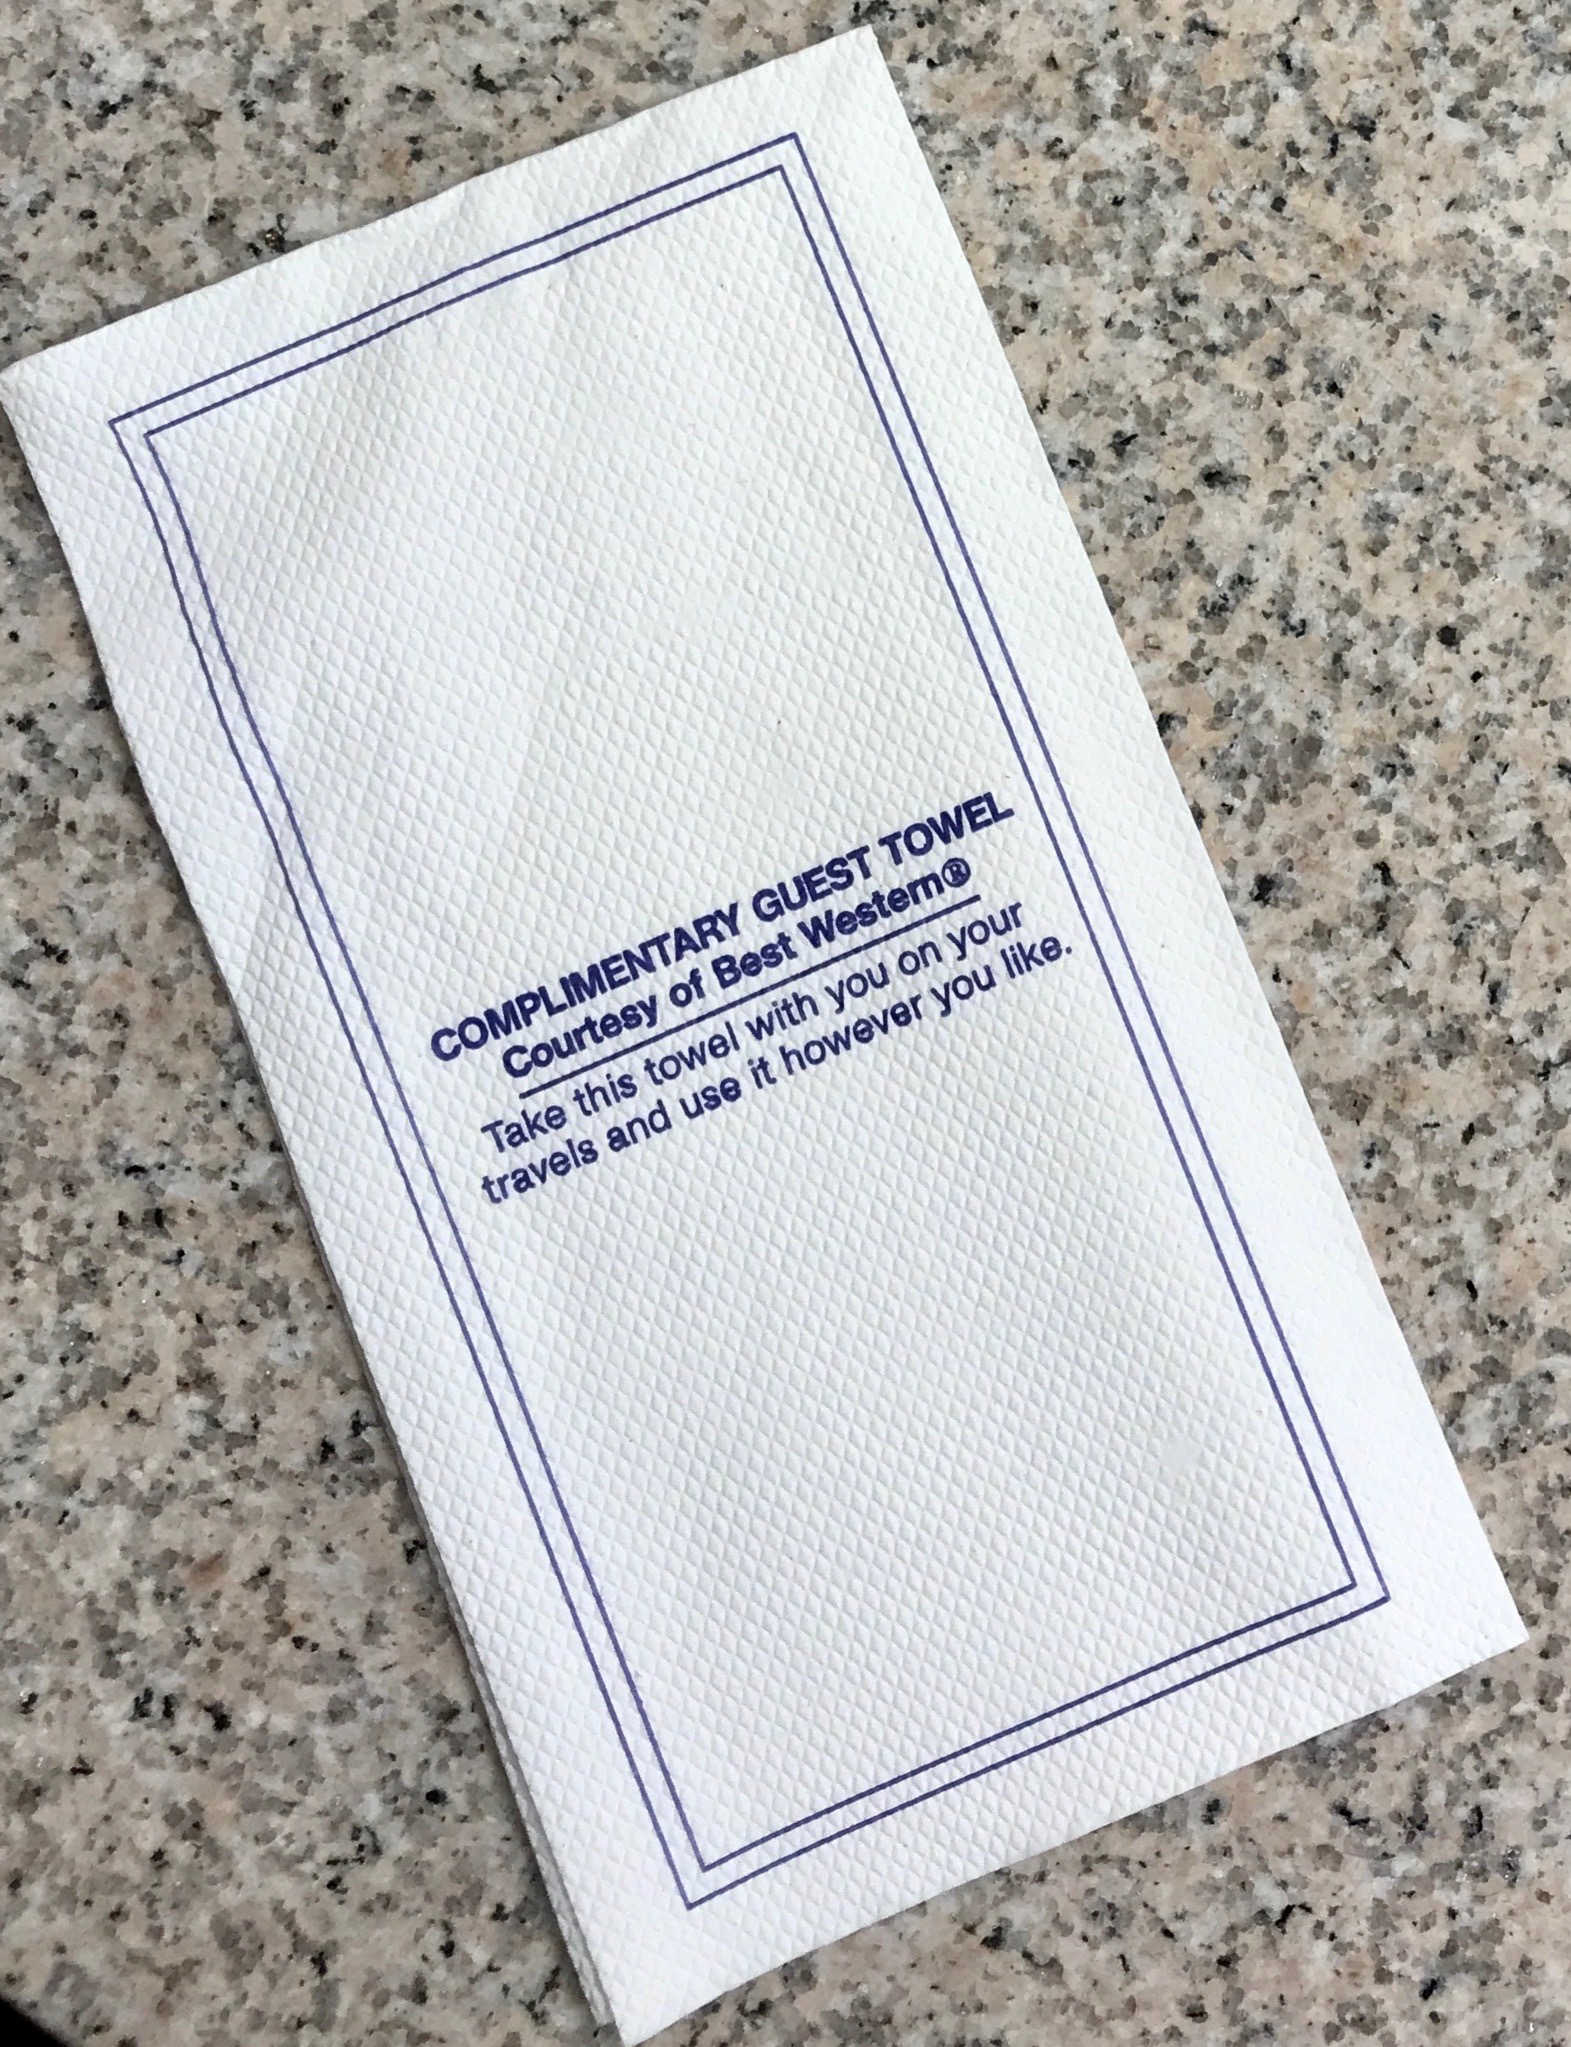 COMPLIMENTARY GUEST TOWEL
Courtesy of Best Western®
Take this towel with you on your
travels and use it however you like.